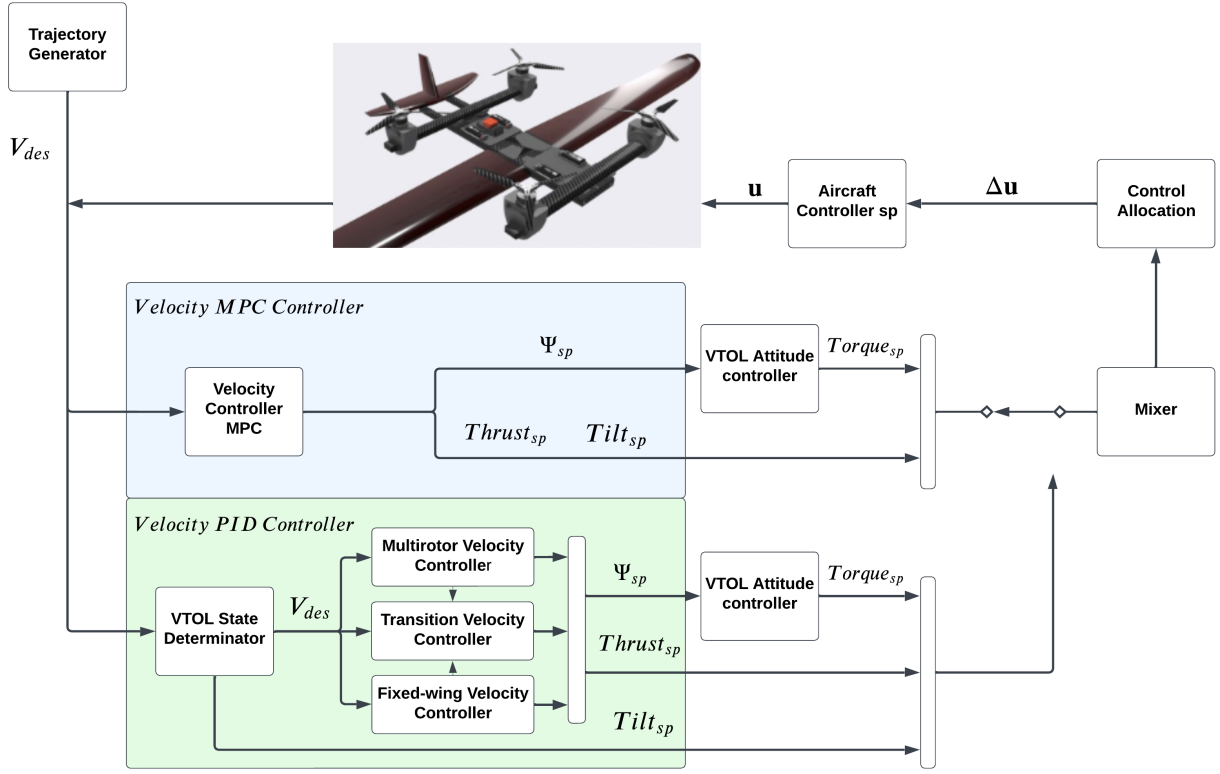 Trajectory
Generator
V_des
u
Aircraft
Controller sp
Δu
Control
Allocation
Velocity MPC Controller
Ψ_sp
VTOL Attitude
controller
Torque_sp
Velocity
Controller
MPC
Thrust_sp Tilt_sp
Mixer
Velocity PID Controller
Multirotor Velocity
Controller
Ψ_sp
VTOL Attitude
controller
Torque_sp
VTOL State
Determinator
V_des
Transition Velocity
Controller
Thrust_sp
Fixed-wing Velocity
Controller
Tilt_sp